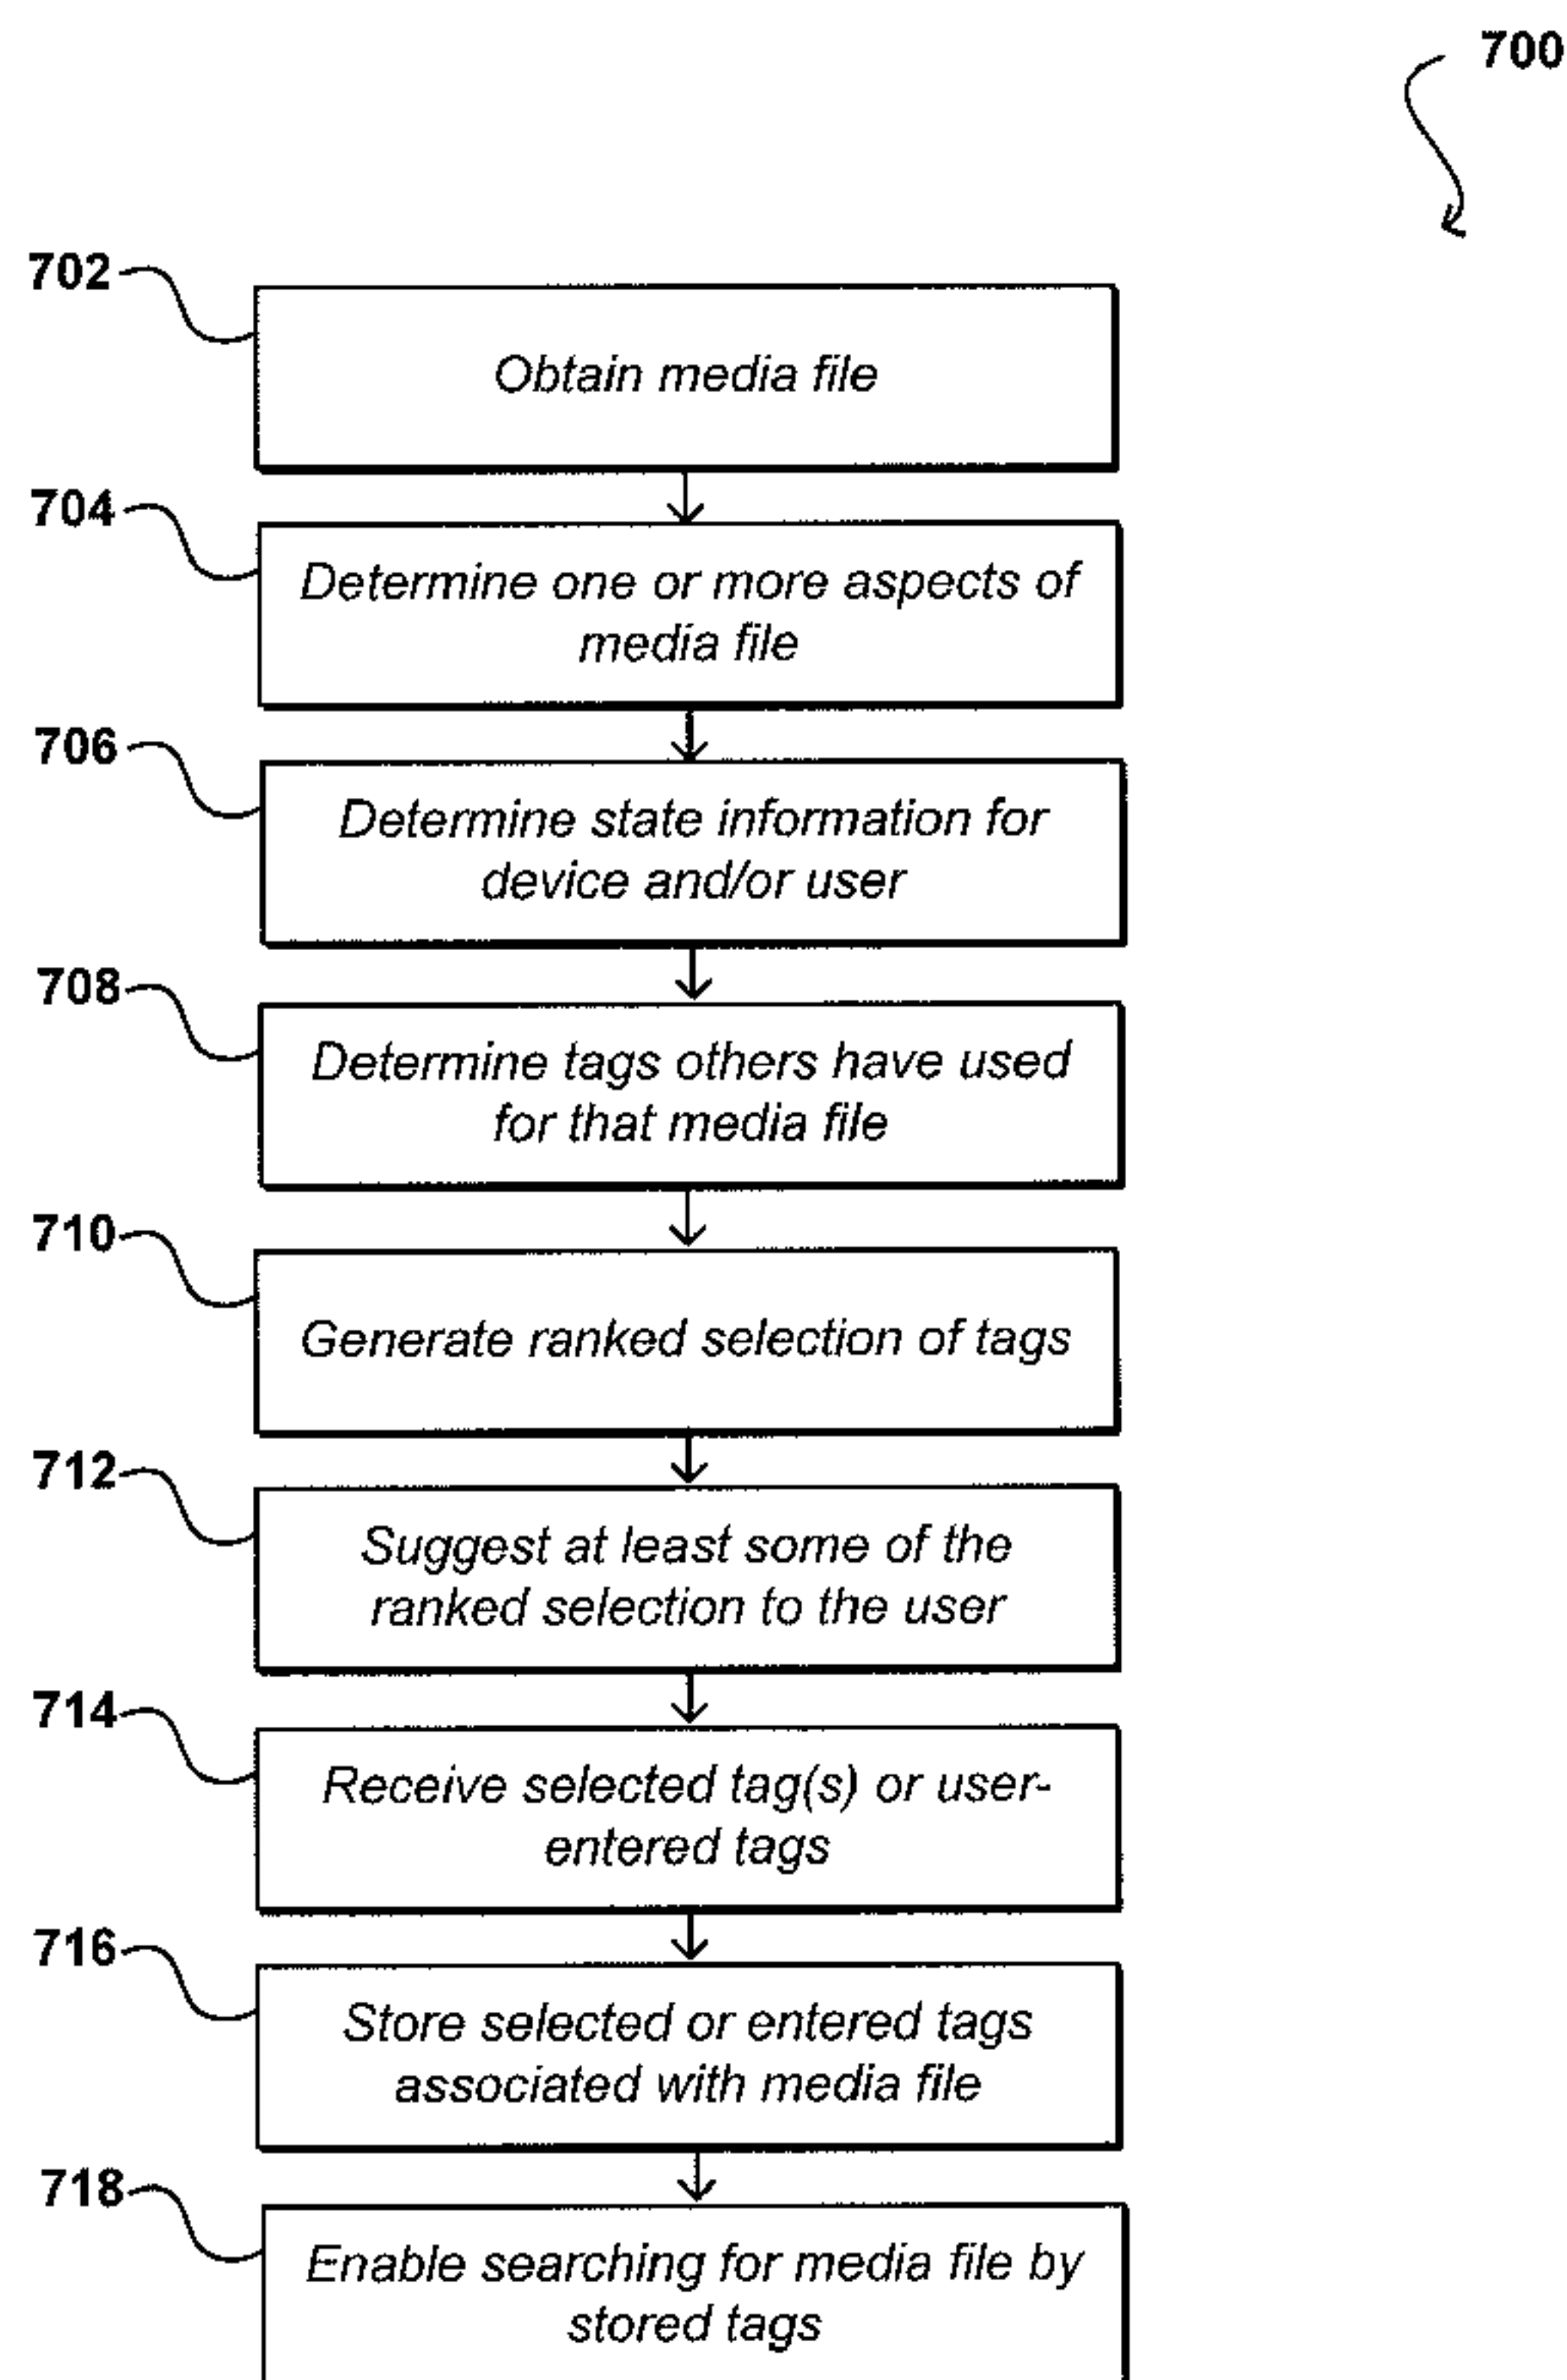 700
702
Obtain media file
704
Determine one or more aspects of
media file
706
Determine state information for
device and/or user
708
Determine tags others have used
for that media file
710
Generate ranked selection of tags
712
Suggest at least some of the
ranked selection to the user
714
Receive selected tag(s) or user-
entered tags
716
Store selected or entered tags
associated with media file
718
Enable searching for media file by
stored tags